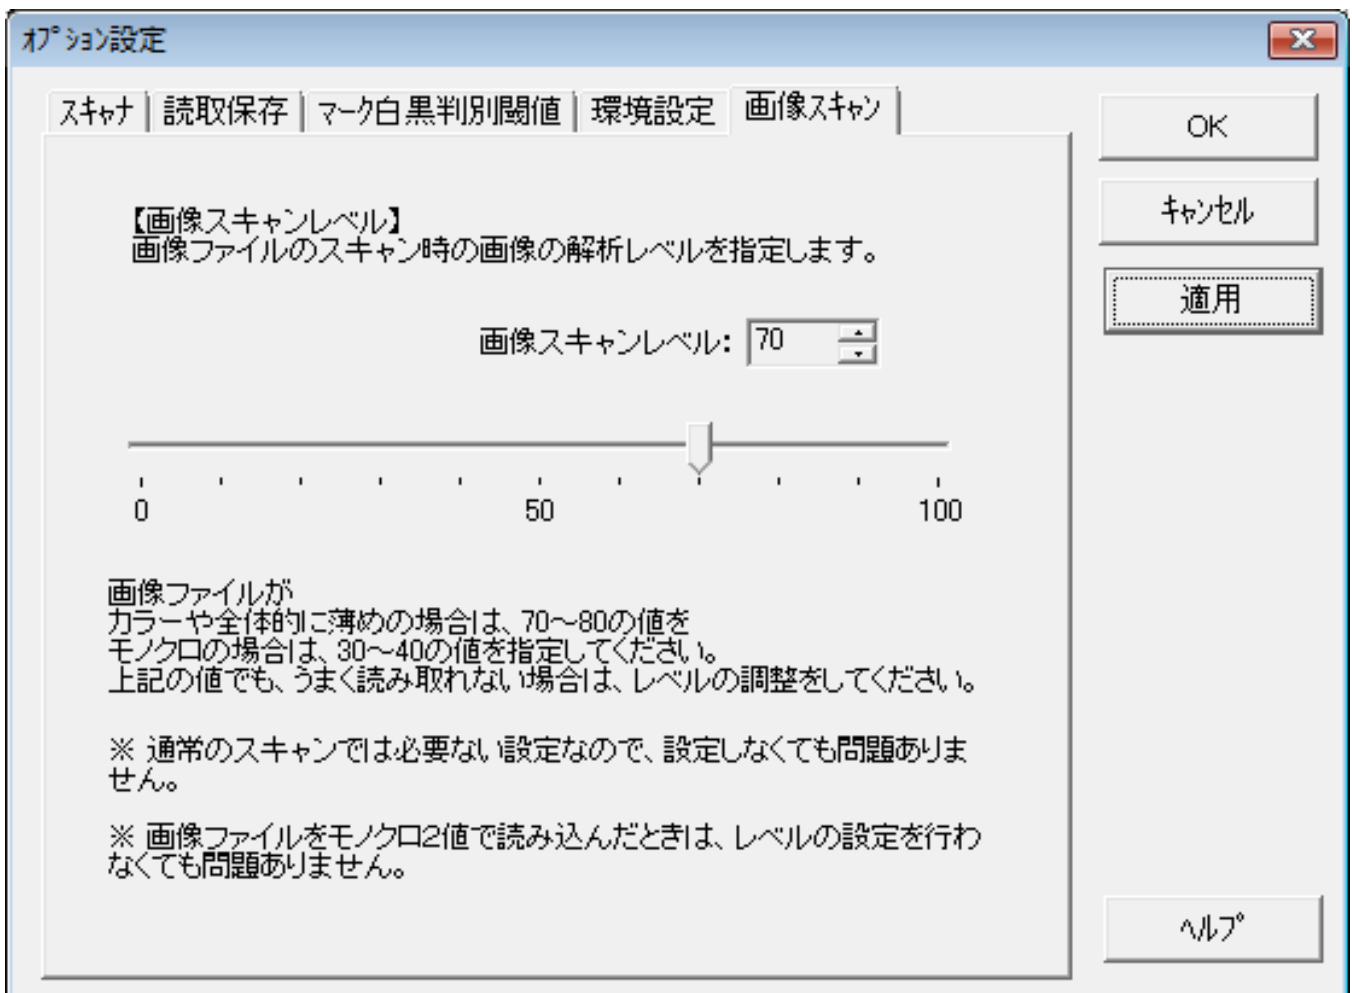 ｵﾌﾟｼｮﾝ設定
ｽｷｬﾅ 読取保存 ﾏｰｸ白黒判別閾値 環境設定 画像ｽｷｬﾝ
OK
ｷｬﾝｾﾙ
適用
【画像スキャンレベル】
画像ファイルのスキャン時の画像の解析レベルを指定します。
画像スキャンレベル: 70
0 50 100
画像ファイルが
カラーや全体的に薄めの場合は、70～80の値を
モノクロの場合は、30～40の値を指定してください。
上記の値でも、うまく読み取れない場合は、レベルの調整をしてください。
※ 通常のスキャンでは必要ない設定なので、設定しなくても問題ありま
せん。
※ 画像ファイルをモノクロ2値で読み込んだときは、レベルの設定を行わ
なくても問題ありません。
ﾍﾙﾌﾟ